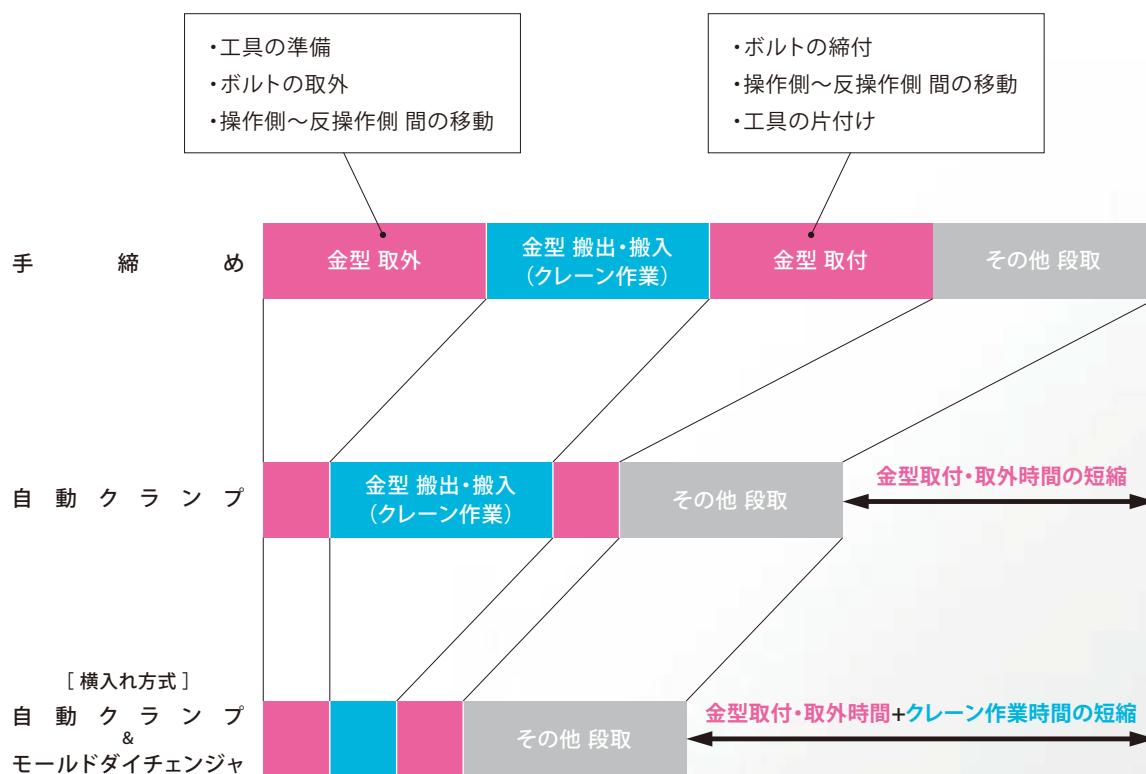 ・工具の準備
・ボルトの取外
・操作側～反操作側 間の移動
・ボルトの締付
・操作側～反操作側 間の移動
・工具の片付け
手締め
金型 取外
金型 搬出・搬入
（クレーン作業）
金型 取付
その他 段取
自動クランプ
金型 搬出・搬入
（クレーン作業）
その他 段取
金型取付・取外時間の短縮
［ 横入れ方式 ］
自動クランプ
&
モールドダイチェンジャ
その他 段取
金型取付・取外時間+クレーン作業時間の短縮